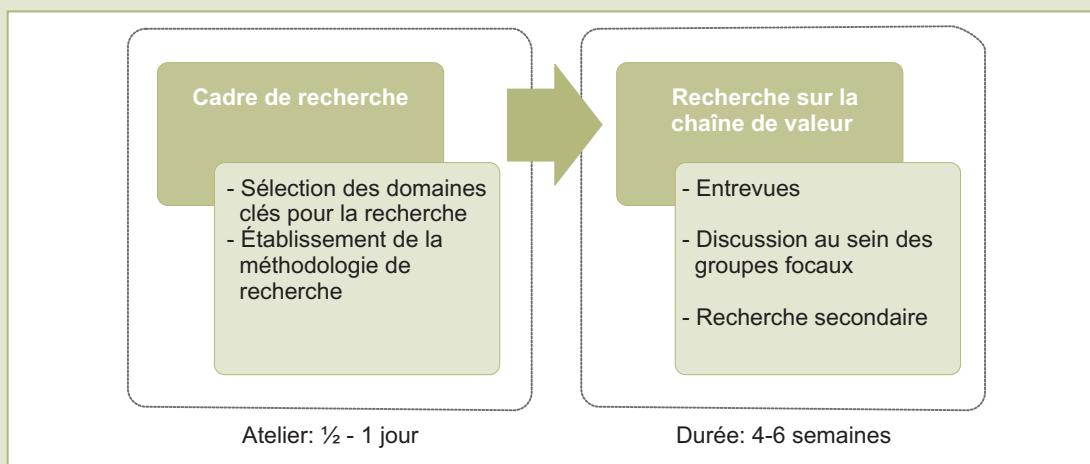 Cadre de recherche
- Sélection des domaines
clés pour la recherche
- Établissement de la
méthodologie de
recherche
Atelier: ½ - 1 jour
Recherche sur la
chaîne de valeur
- Entrevues
- Discussion au sein des
groupes focaux
- Recherche secondaire
Durée: 4-6 semaines